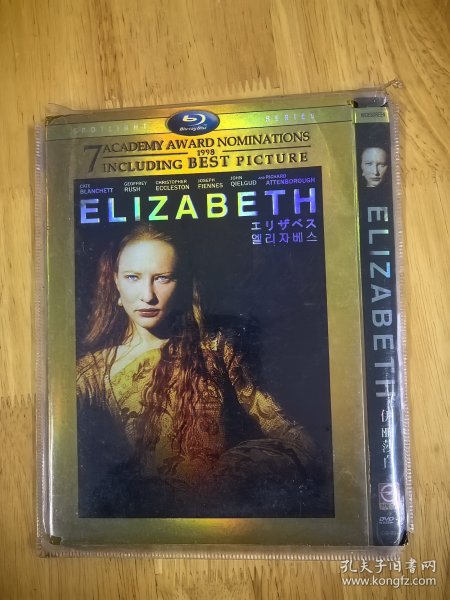 Blu-ray Disc
SPOTLIGHT SERIES
7 ACADEMY AWARD NOMINATIONS
1998
INCLUDING BEST PICTURE
CATE BLANCHETT
GEOFFREY RUSH
CHRISTOPHER ECCLESTON
JOSEPH FIENNES
JOHN GIELGUD
AND RICHARD ATTENBOROUGH
ELIZABETH
エリザベス
엘리자베스
WIDESCREEN
ELIZABETH
DVD
孔夫子旧书网
www.kongfz.com